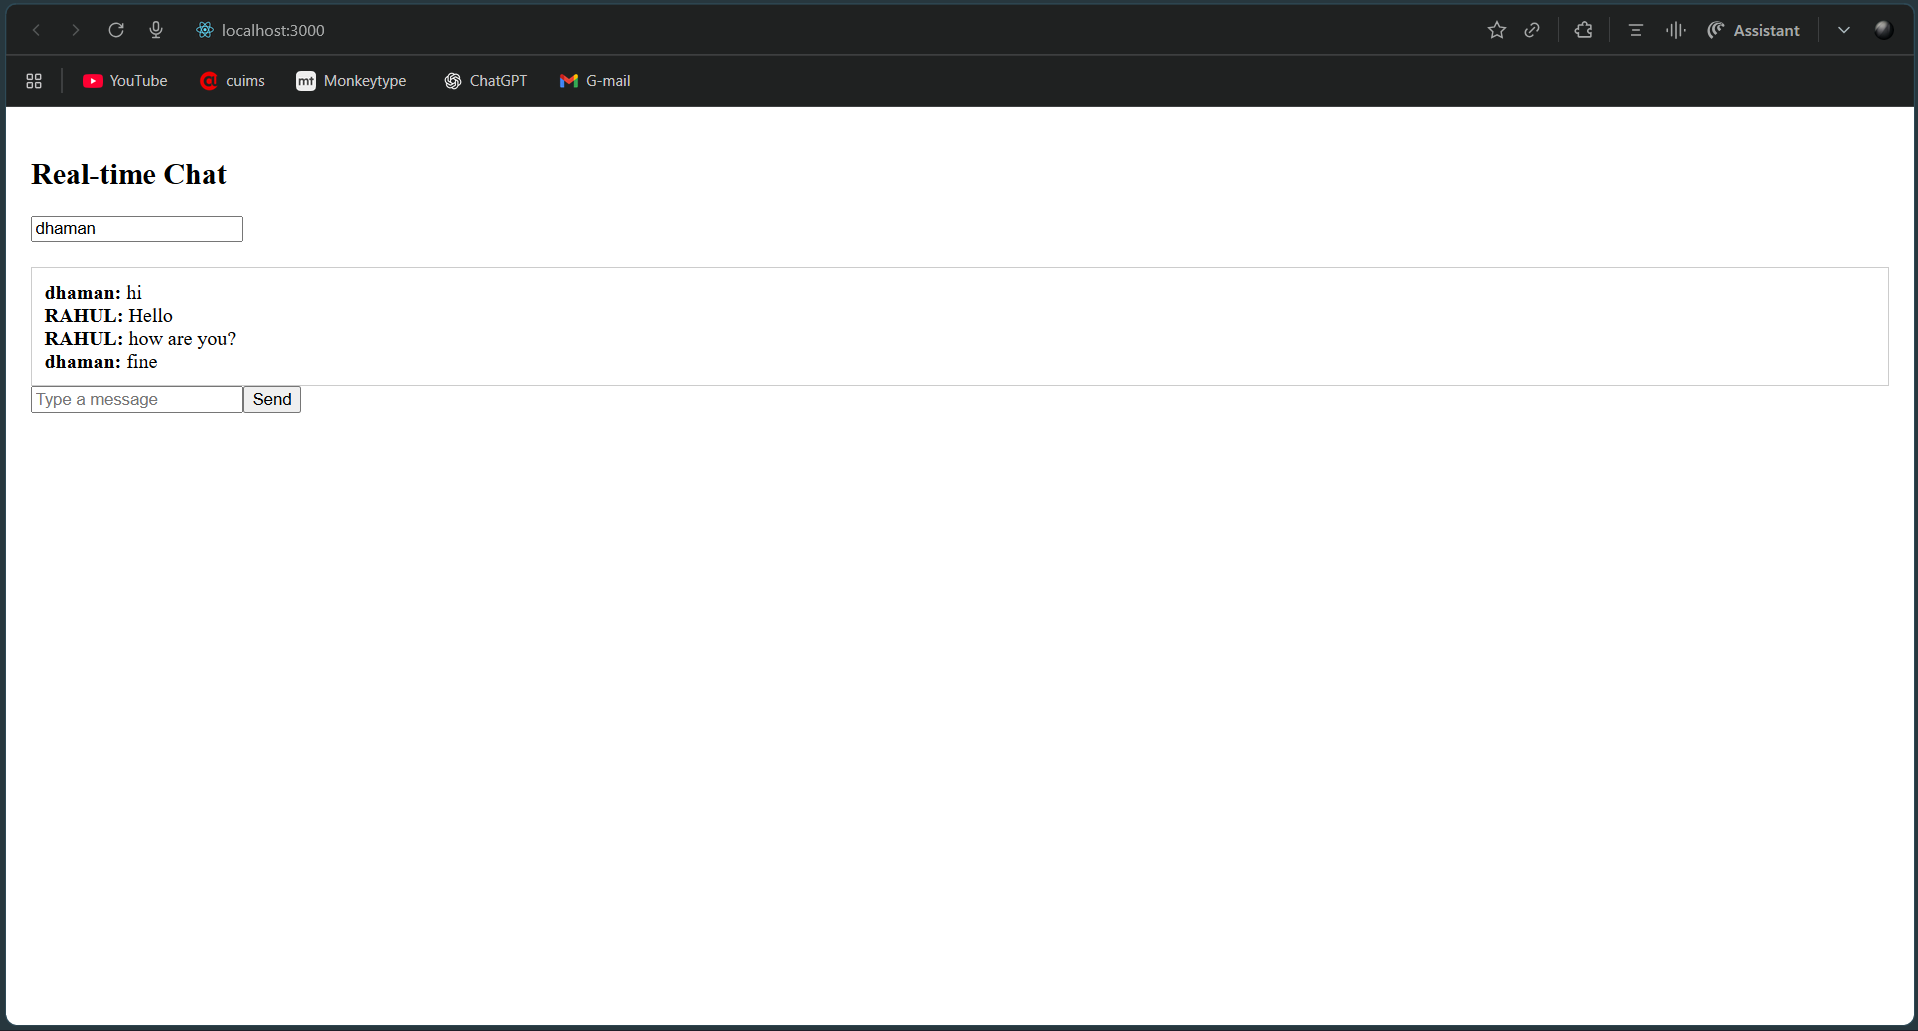 localhost:3000
Assistant
YouTube cuims mt Monkeytype ChatGPT G-mail
Real-time Chat
dhaman
dhaman: hi
RAHUL: Hello
RAHUL: how are you?
dhaman: fine
Type a message Send